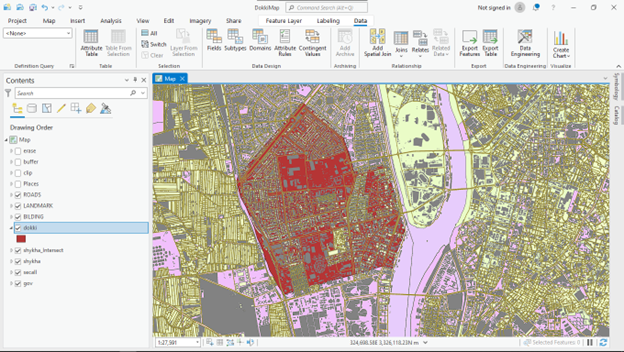 DokkiMap
Command Search (Alt+Q)
Not signed in
?
Project Map Insert Analysis View Edit Imagery Share Feature Layer Labeling Data
<None>
Definition Query
Attribute Table
Table From Selection
Table
All
Switch
Clear
Layer From Selection
Selection
Fields
Subtypes
Domains
Attribute Rules
Contingent Values
Data Design
Add Archive
Archiving
Add Spatial Join
Joins
Relates
Related Data
Relationship
Export Features
Export Table
Export
Data Engineering
Data Engineering
Create Chart
Visualize
Contents
Search
Drawing Order
Map
erase
buffer
clip
Places
ROADS
LANDMARK
BILDING
dokki
shykha_Intersect
shykha
secall
gov
Map
Symbology
Catalog
1:27,561
324,698.58E 3,326,118.23N m
Selected Features: 0